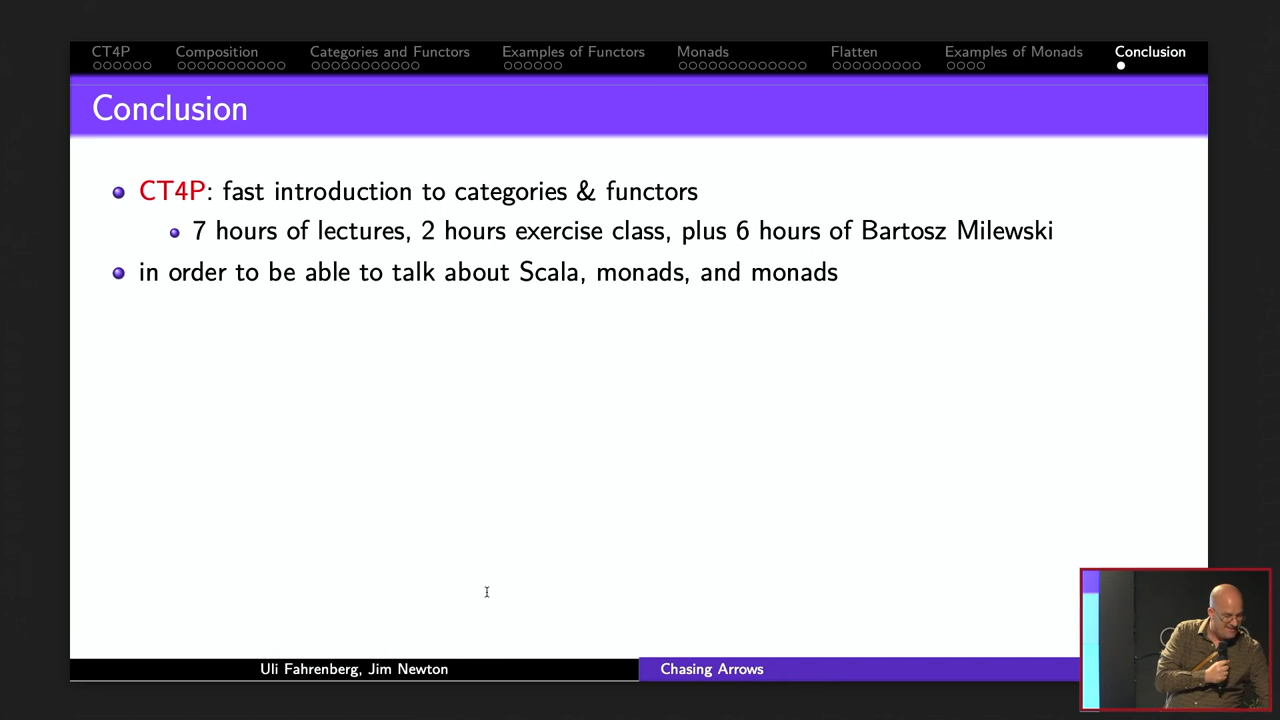 CT4P Composition Categories and Functors Examples of Functors Monads Flatten Examples of Monads Conclusion
Conclusion
CT4P: fast introduction to categories & functors
7 hours of lectures, 2 hours exercise class, plus 6 hours of Bartosz Milewski
in order to be able to talk about Scala, monads, and monads
Uli Fahrenberg, Jim Newton Chasing Arrows